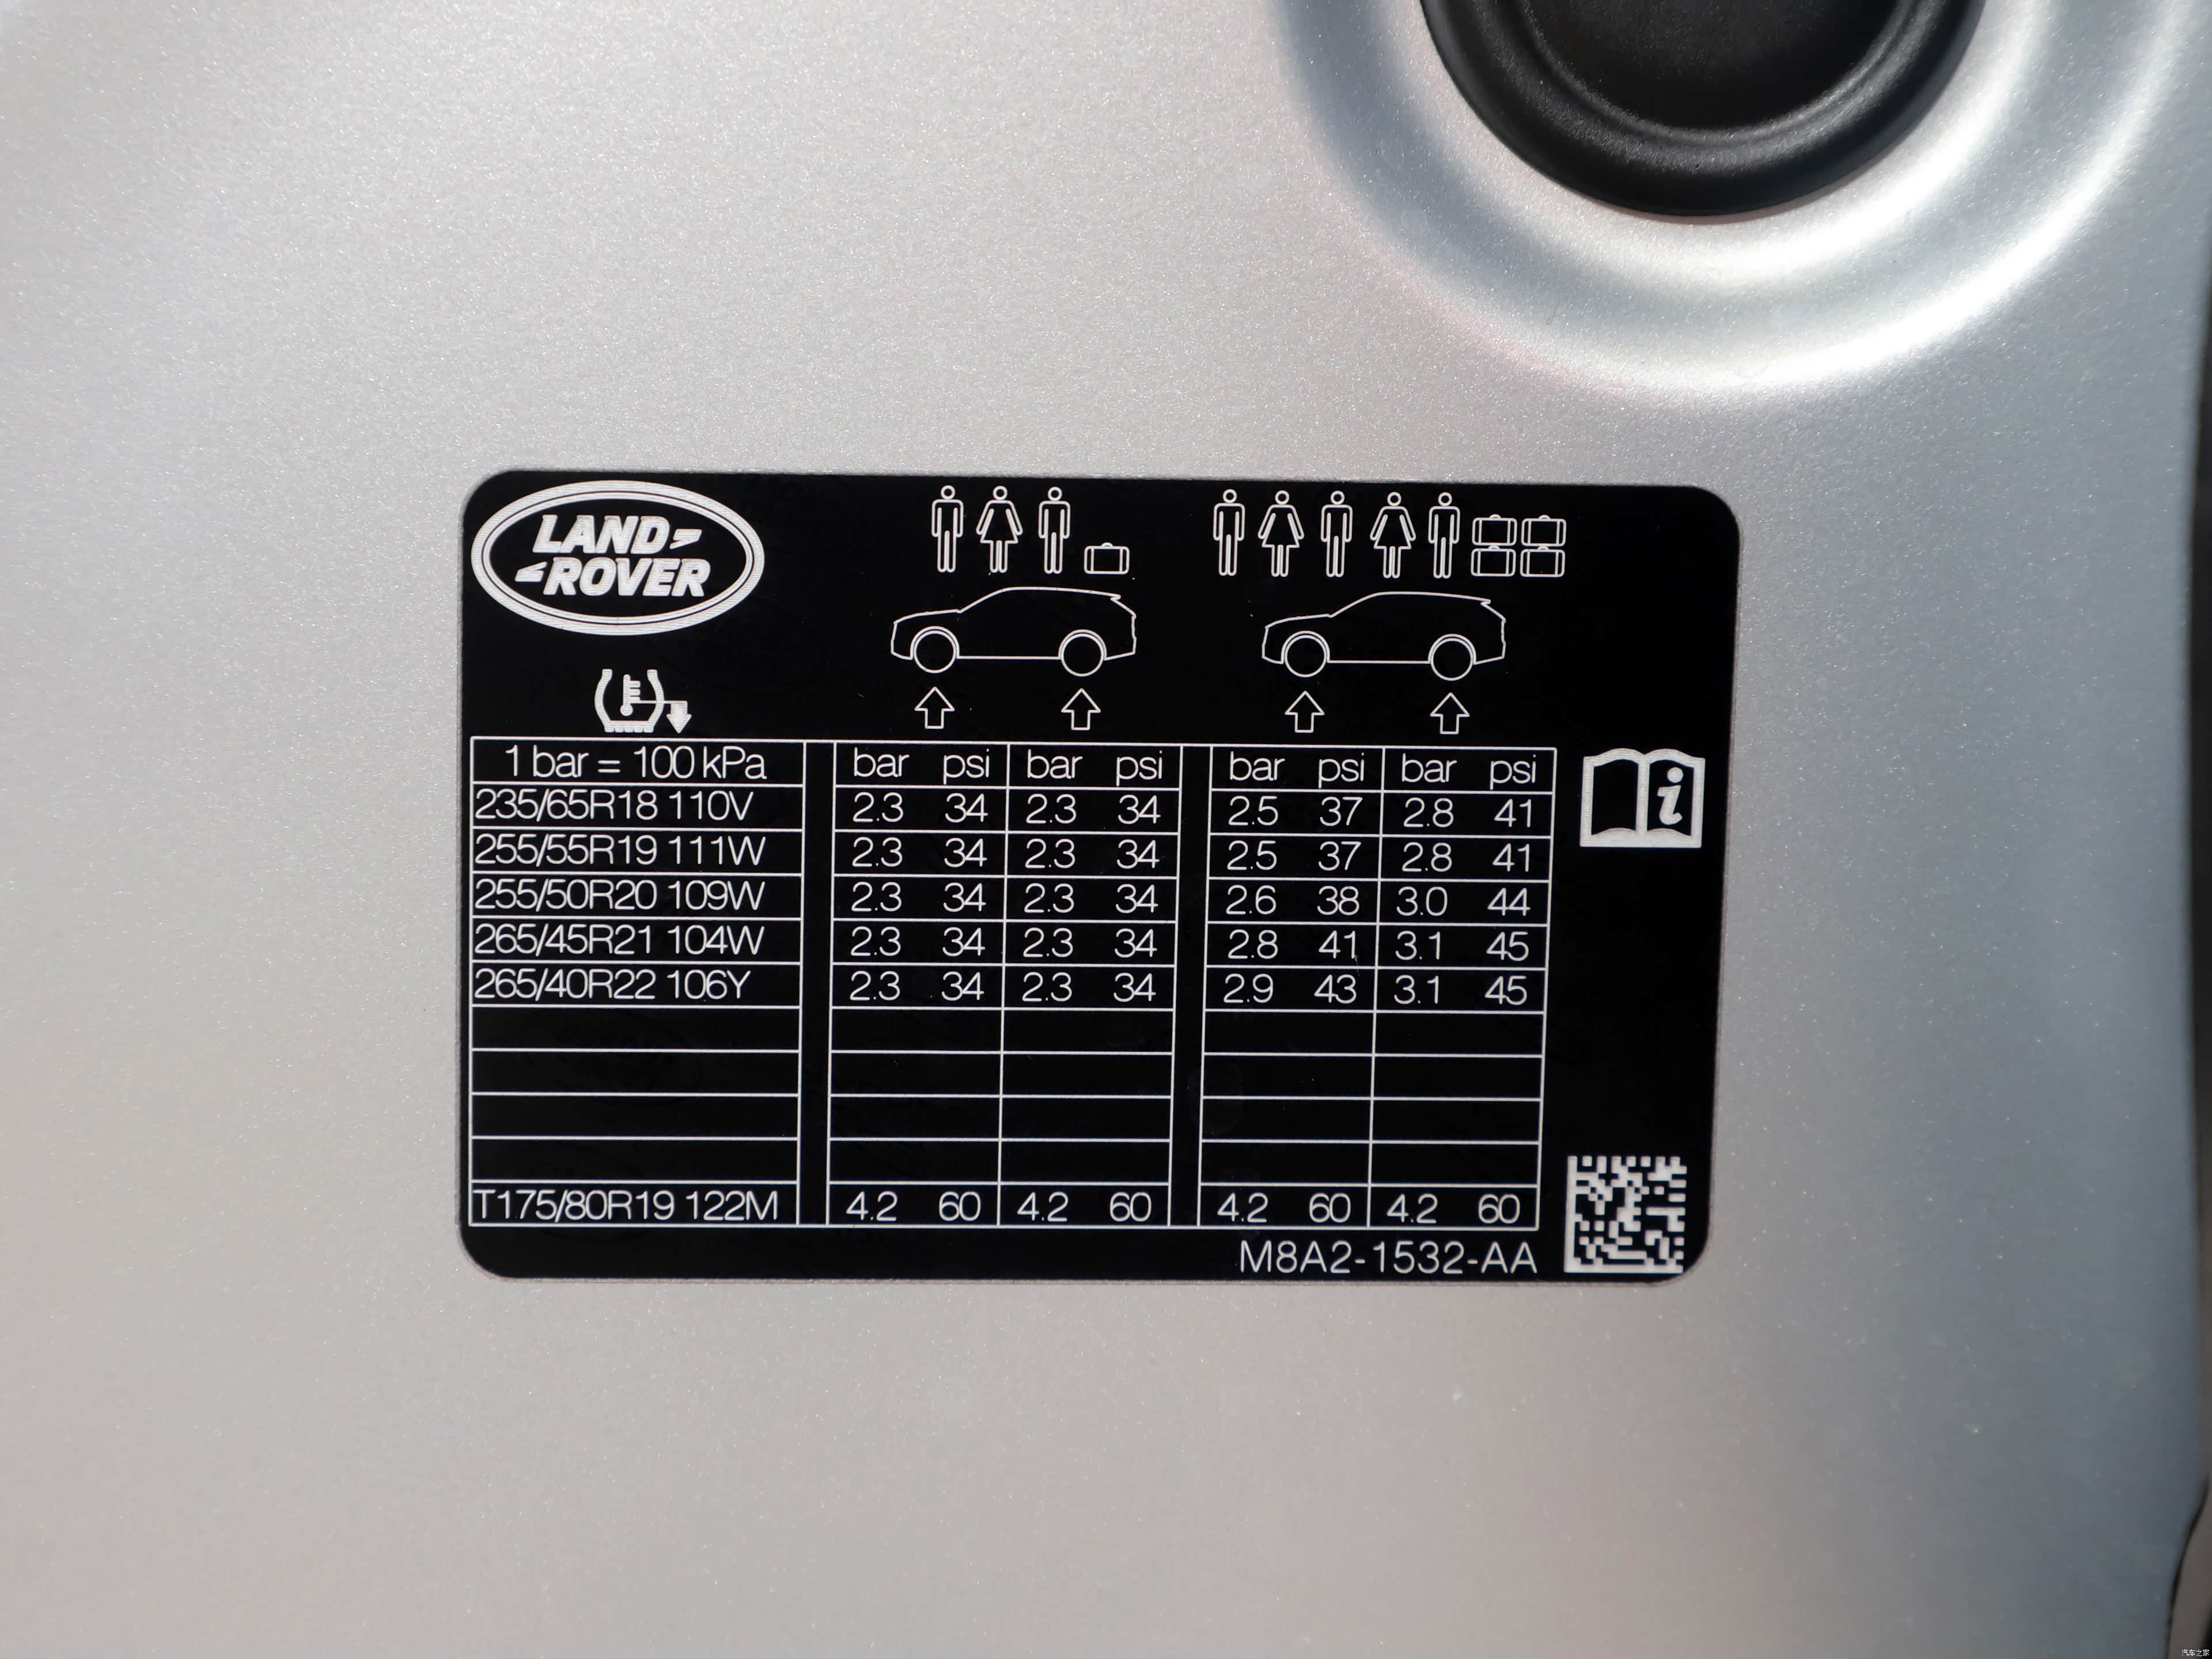 LAND
ROVER
1 bar = 100 kPa bar psi bar psi bar psi bar psi
235/65R18 110V 2.3 34 2.3 34 2.5 37 2.8 41
255/55R19 111W 2.3 34 2.3 34 2.5 37 2.8 41
255/50R20 109W 2.3 34 2.3 34 2.6 38 3.0 44
265/45R21 104W 2.3 34 2.3 34 2.8 41 3.1 45
265/40R22 106Y 2.3 34 2.3 34 2.9 43 3.1 45
T175/80R19 122M 4.2 60 4.2 60 4.2 60 4.2 60
M8A2-1532-AA
汽车之家